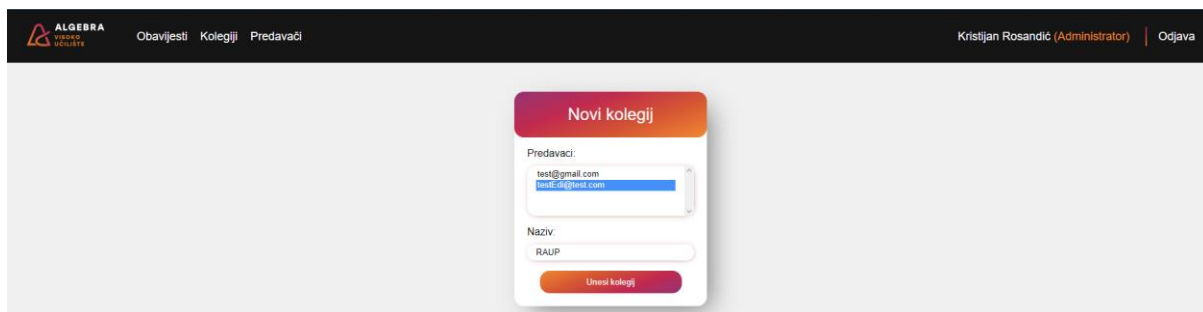 ALGEBRA
VISOKO
UČILIŠTE
Obavijesti Kolegiji Predavači
Kristijan Rosandić (Administrator) Odjava
Novi kolegij
Predavaci:
test@gmail.com
testEdi@test.com
Naziv:
RAUP
Unesi kolegij